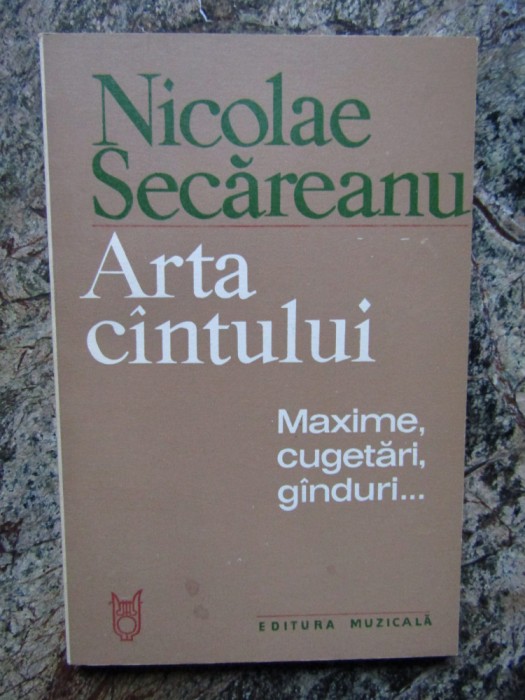 Nicolae
Secăreanu
Arta
cîntului
Maxime,
cugetări,
gînduri...
EDITURA MUZICALĂ